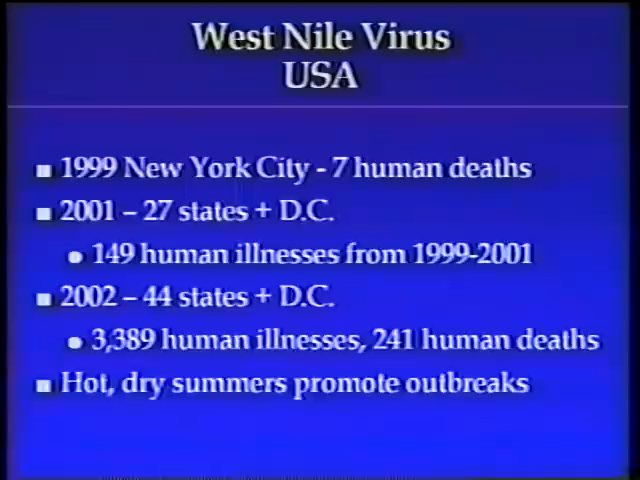 West Nile Virus
USA
■ 1999 New York City - 7 human deaths
■ 2001 – 27 states + D.C.
● 149 human illnesses from 1999-2001
■ 2002 – 44 states + D.C.
● 3,389 human illnesses, 241 human deaths
■ Hot, dry summers promote outbreaks